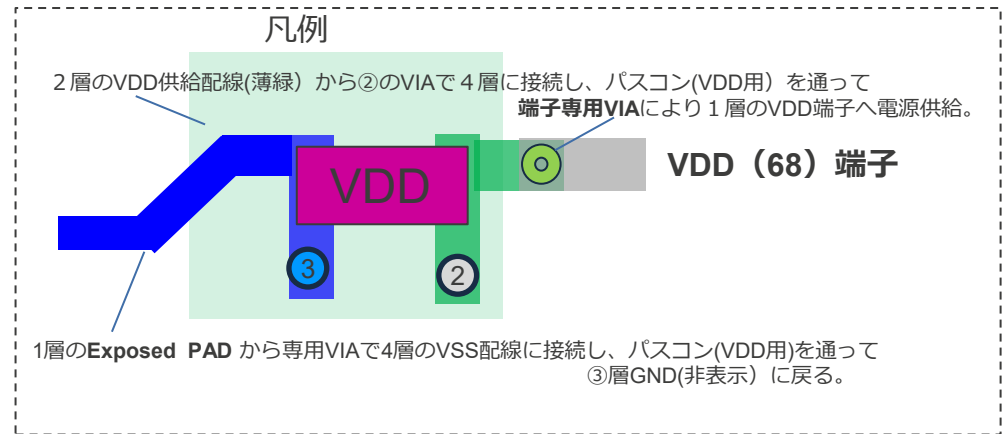 凡例
２層のVDD供給配線(薄緑）から②のVIAで４層に接続し、パスコン(VDD用）を通って
端子専用VIAにより１層のVDD端子へ電源供給。
VDD（68）端子
VDD
3
2
1層のExposed PAD から専用VIAで4層のVSS配線に接続し、パスコン(VDD用)を通って
③層GND(非表示）に戻る。